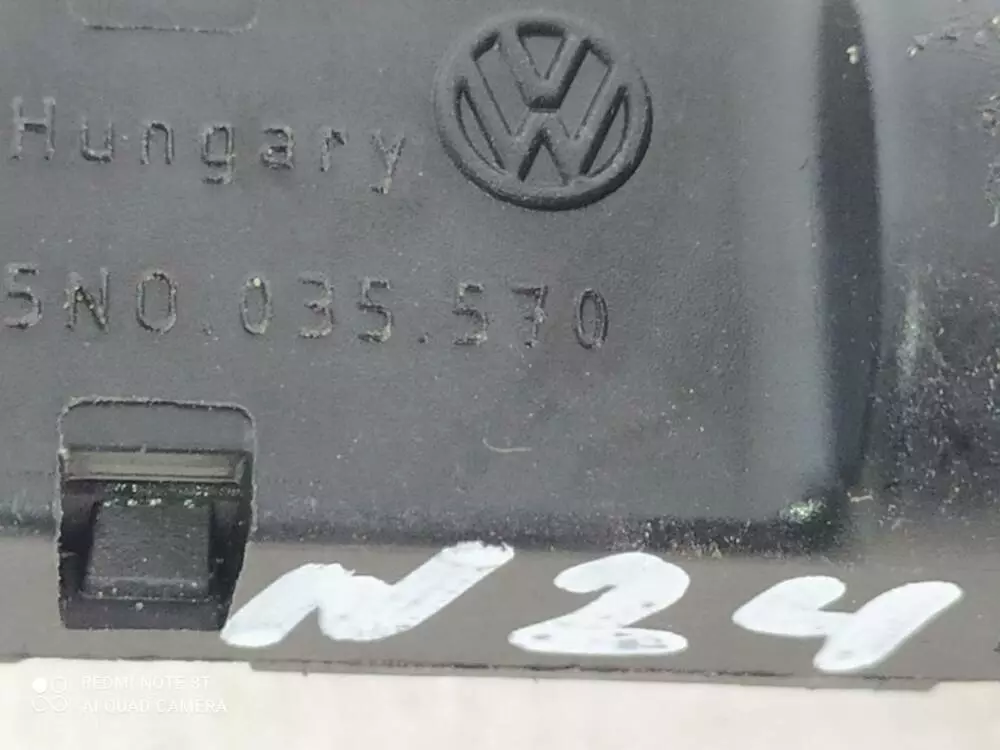 Hungary
5N0.035.570
N24
REDMI NOTE 8T
AI QUAD CAMERA